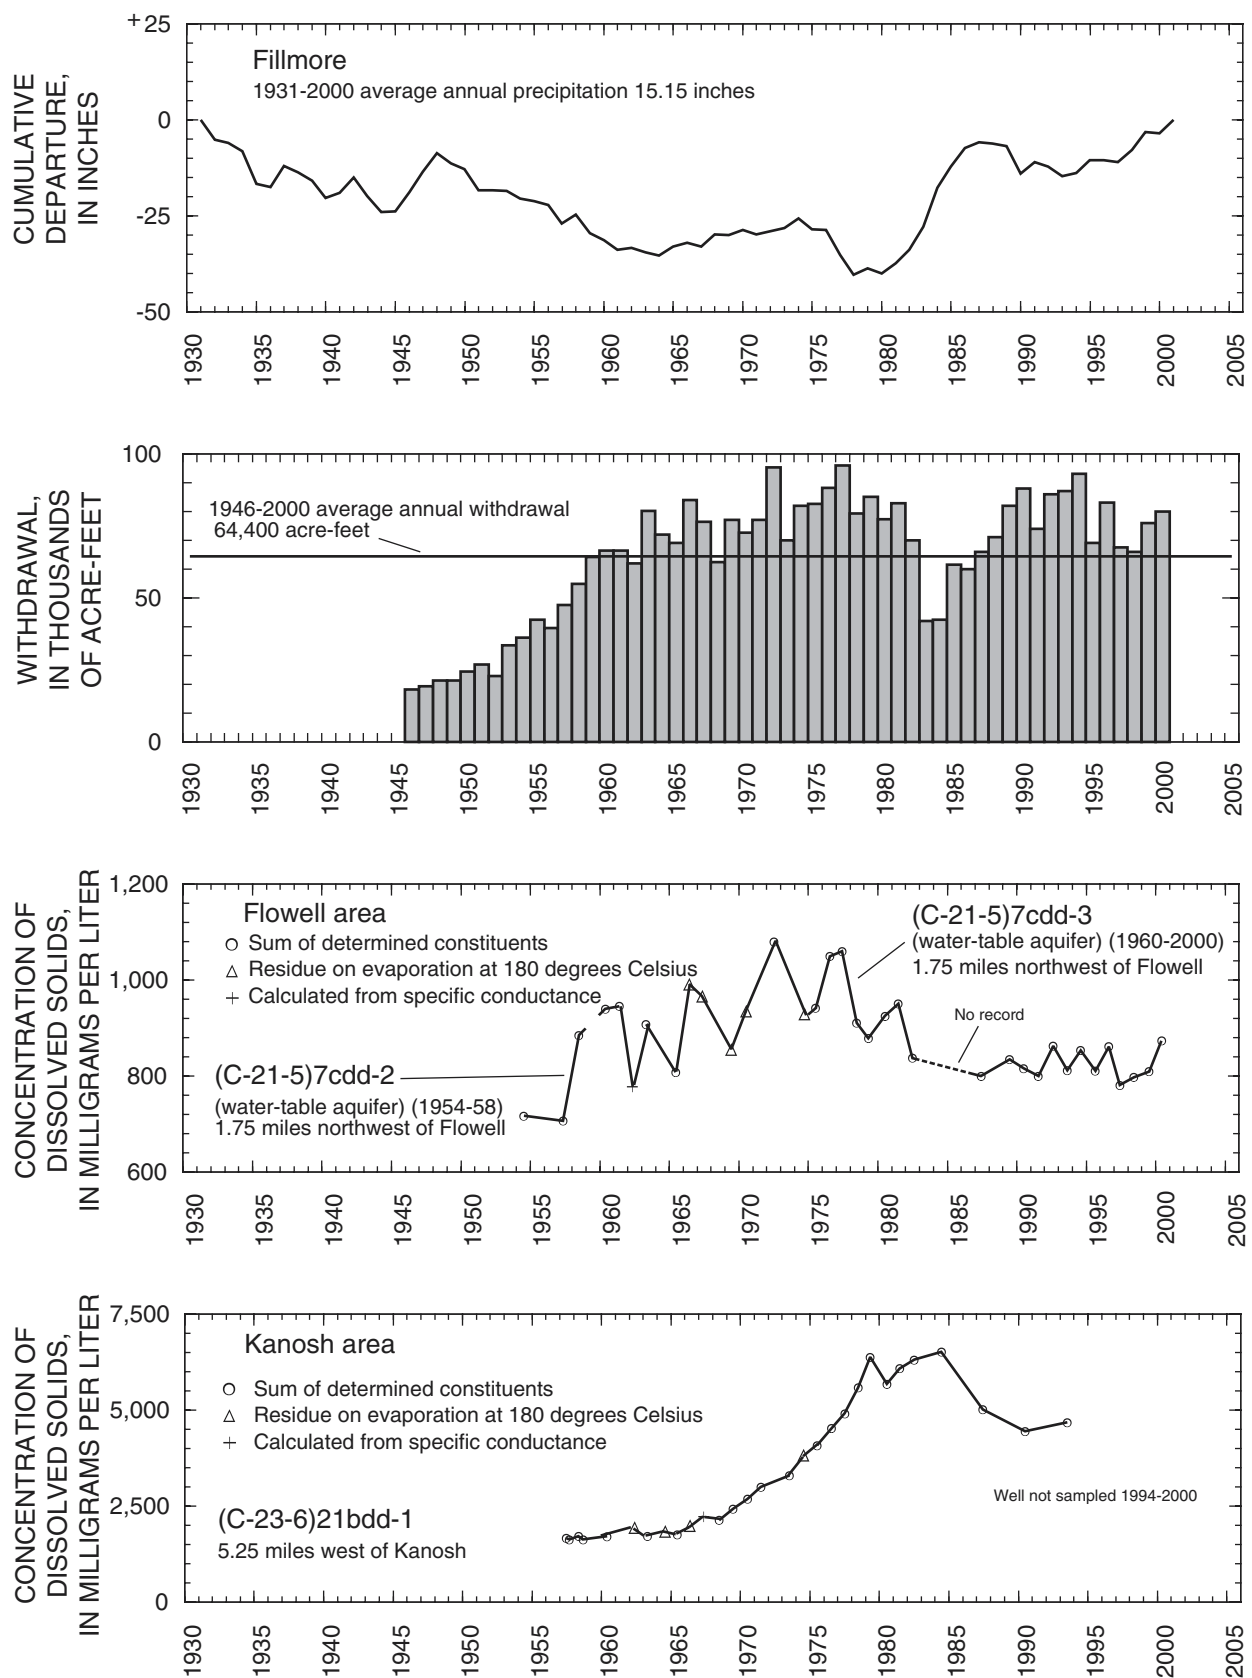 CUMULATIVE
DEPARTURE,
IN INCHES
+25
0
-25
-50
Fillmore
1931-2000 average annual precipitation 15.15 inches
1930
1935
1940
1945
1950
1955
1960
1965
1970
1975
1980
1985
1990
1995
2000
2005
WITHDRAWAL,
IN THOUSANDS
OF ACRE-FEET
100
50
0
1946-2000 average annual withdrawal
64,400 acre-feet
1930
1935
1940
1945
1950
1955
1960
1965
1970
1975
1980
1985
1990
1995
2000
2005
CONCENTRATION OF
DISSOLVED SOLIDS,
IN MILLIGRAMS PER LITER
1,200
1,000
800
600
Flowell area
Sum of determined constituents
Residue on evaporation at 180 degrees Celsius
Calculated from specific conductance
(C-21-5)7cdd-3
(water-table aquifer) (1960-2000)
1.75 miles northwest of Flowell
No record
(C-21-5)7cdd-2
(water-table aquifer) (1954-58)
1.75 miles northwest of Flowell
1930
1935
1940
1945
1950
1955
1960
1965
1970
1975
1980
1985
1990
1995
2000
2005
CONCENTRATION OF
DISSOLVED SOLIDS,
IN MILLIGRAMS PER LITER
7,500
5,000
2,500
0
Kanosh area
Sum of determined constituents
Residue on evaporation at 180 degrees Celsius
Calculated from specific conductance
Well not sampled 1994-2000
(C-23-6)21bdd-1
5.25 miles west of Kanosh
1930
1935
1940
1945
1950
1955
1960
1965
1970
1975
1980
1985
1990
1995
2000
2005